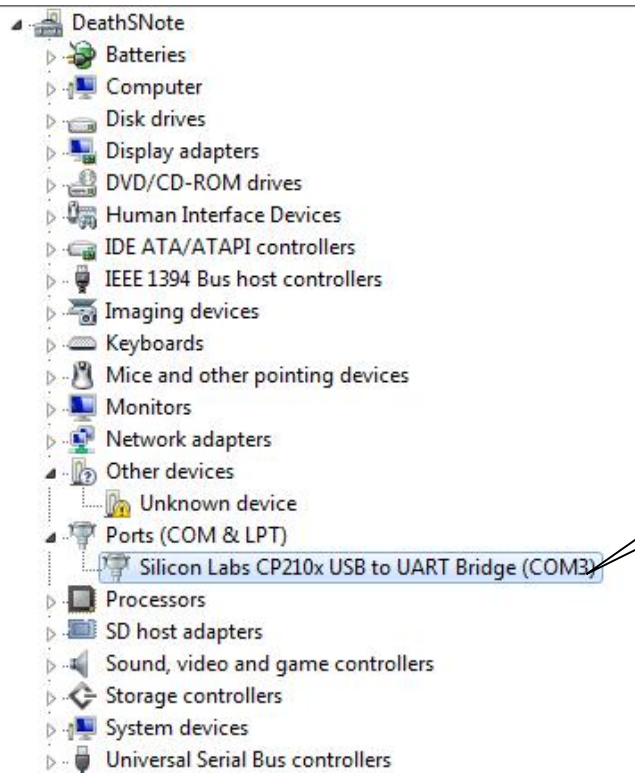 DeathSNote
Batteries
Computer
Disk drives
Display adapters
DVD/CD-ROM drives
Human Interface Devices
IDE ATA/ATAPI controllers
IEEE 1394 Bus host controllers
Imaging devices
Keyboards
Mice and other pointing devices
Monitors
Network adapters
Other devices
Unknown device
Ports (COM & LPT)
Silicon Labs CP210x USB to UART Bridge (COM3)
Processors
SD host adapters
Sound, video and game controllers
Storage controllers
System devices
Universal Serial Bus controllers